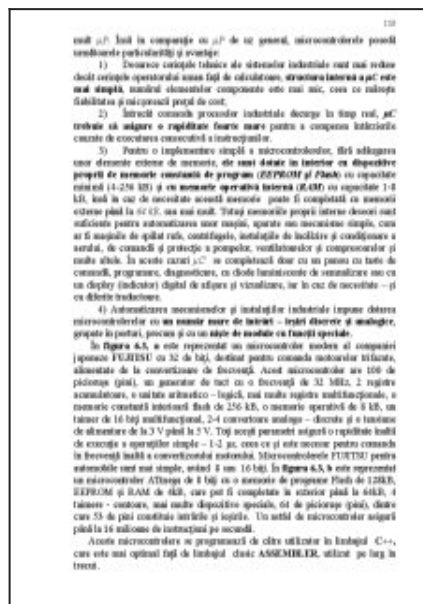 mult μP. Însă în comparație cu μP de uz general, microcontrolerele posedă
următoarele particularități și avantaje:
1) Deoarece cerințele tehnice ale sistemelor industriale sunt mai reduse
decât cerințele operatorului uman față de calculatoare, structura internă a μC este
mai simplă, numărul elementelor componente este mai mic, ceea ce mărește
fiabilitatea și micșorează prețul de cost;
2) Întrucât comanda proceselor industriale decurge în timp real, μC
trebuie să asigure o rapiditate foarte mare pentru a compensa întârzierile
cauzate de executarea consecutivă a instrucțiunilor.
3) Pentru o implementare simplă a microcontrolerelor, fără adăugarea
unor elemente externe de memorie, ele sunt dotate în interior cu dispozitive
proprii de memorie constantă de program (EEPROM și Flash) cu capacitate
minimă (4-256 kB) și cu memorie operativă internă (RAM) cu capacitate 1-8
kB, însă în caz de necesitate această memorie poate fi completată cu memorii
externe până la 64 kB sau mai mult. Totuși memoriile proprii interne deseori sunt
suficiente pentru automatizarea unor mașini, aparate sau mecanisme simple, cum
ar fi mașinile de spălat rufe, centrifugele, instalațiile de încălzire și condiționare a
aerului, de comandă și protecție a pompelor, ventilatoarelor și compresoarelor și
multe altele. În aceste cazuri μC se completează doar cu un panou cu taste de
comandă, programare, diagnosticare, cu diode luminiscente de semnalizare sau cu
un display (indicator) digital de afișare și vizualizare, iar în caz de necesitate – și
cu diferite traductoare.
4) Automatizarea mecanismelor și instalațiilor industriale impune dotarea
microcontrolerelor cu un număr mare de intrări – ieșiri discrete și analogice,
grupate în porturi, precum și cu un șir de module cu funcții speciale.
În figura 6.3, a este reprezentat un microcontroler modern al companiei
japoneze FUJITSU cu 32 de biți, destinat pentru comanda motoarelor trifazate,
alimentate de la convertizoare de frecvență. Acest microcontroler are 100 de
piciorușe (pini), un generator de tact cu o frecvență de 32 MHz, 2 registre
acumulatoare, o unitate aritmetico – logică, mai multe registre multifuncționale, o
memorie constantă interioară flash de 256 kB, o memorie operativă de 8 kB, un
taimer de 16 biți multifuncțional, 2-4 convertoare analogo – discrete și o tensiune
de alimentare de la 3 V până la 5 V. Toți acești parametri asigură o rapiditate înaltă
de execuție a operațiilor simple – 1-2 μs, ceea ce și este necesar pentru comanda
în frecvență înaltă a convertizorului motorului. Microcontrolerele FUJITSU pentru
automobile sunt mai simple, având 8 sau 16 biți. În figura 6.3, b este reprezentat
un microcontroler ATmega de 8 biți cu o memorie de programe Flash de 128kB,
EEPROM și RAM de 4kB, care pot fi completate în exterior până la 64kB, 4
taimere - contoare, mai multe dispozitive speciale, 64 de piciorușe (pini), dintre
care 53 de pini constituie intrările și ieșirile. Un astfel de microcontroler asigură
până la 16 milioane de instrucțiuni pe secundă.
Aceste microcontrolere se programează de către utilizator în limbajul C++,
care este mai optimal față de limbajul clasic ASSEMBLER, utilizat pe larg în
trecut.